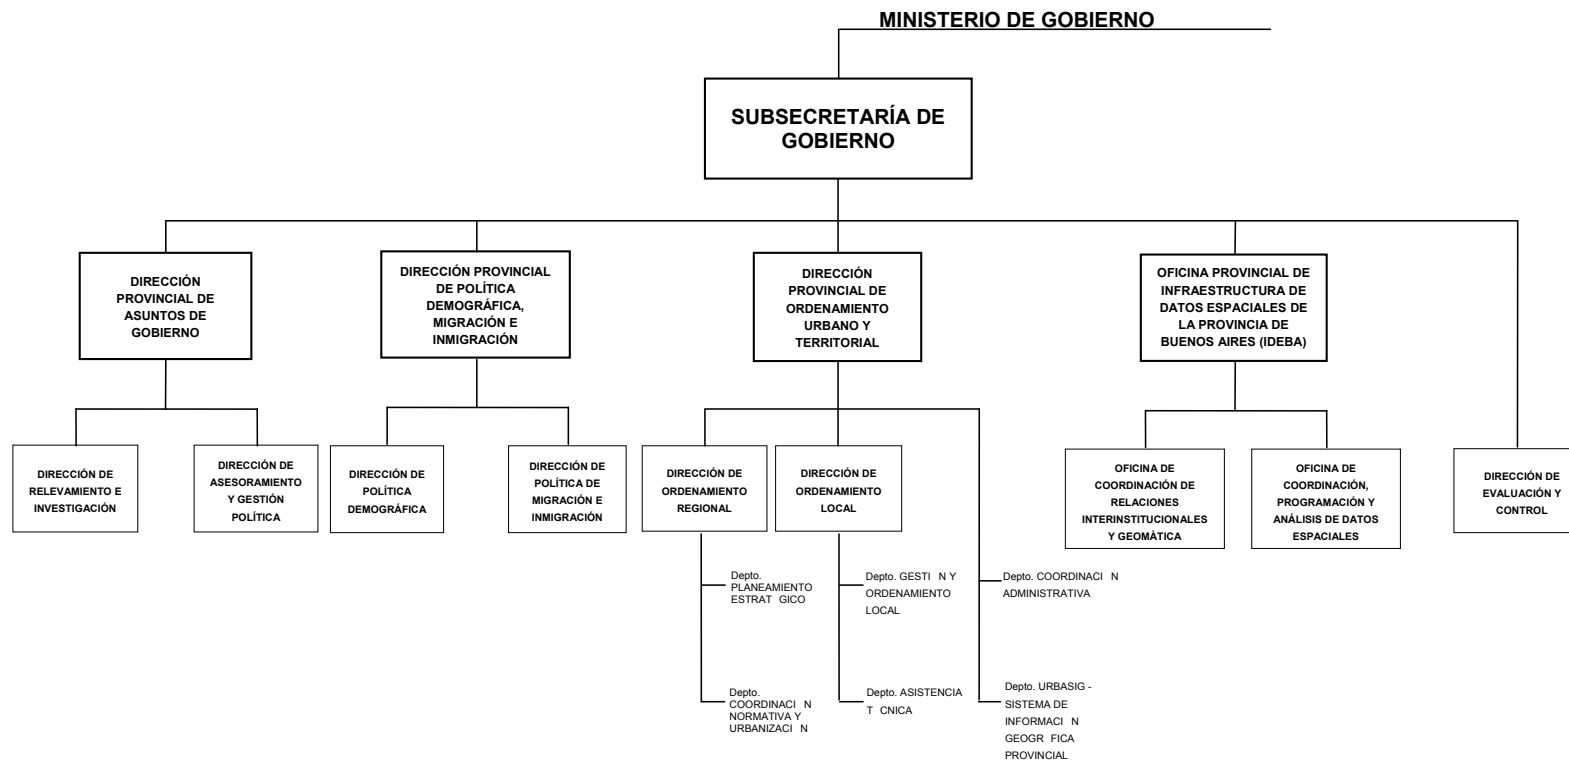 MINISTERIO DE GOBIERNO
SUBSECRETARÍA DE
GOBIERNO
DIRECCIÓN
PROVINCIAL DE
ASUNTOS DE
GOBIERNO
DIRECCIÓN PROVINCIAL
DE POLÍTICA
DEMOGRÁFICA,
MIGRACIÓN E
INMIGRACIÓN
DIRECCIÓN
PROVINCIAL DE
ORDENAMIENTO
URBANO Y
TERRITORIAL
OFICINA PROVINCIAL DE
INFRAESTRUCTURA DE
DATOS ESPACIALES DE
LA PROVINCIA DE
BUENOS AIRES (IDEBA)
DIRECCIÓN DE
RELEVAMIENTO E
INVESTIGACIÓN
DIRECCIÓN DE
ASESORAMIENTO
Y GESTIÓN
POLÍTICA
DIRECCIÓN DE
POLÍTICA
DEMOGRÁFICA
DIRECCIÓN DE
POLÍTICA DE
MIGRACIÓN E
INMIGRACIÓN
DIRECCIÓN DE
ORDENAMIENTO
REGIONAL
DIRECCIÓN DE
ORDENAMIENTO
LOCAL
OFICINA DE
COORDINACIÓN DE
RELACIONES
INTERINSTITUCIONALES
Y GEOMÀTICA
OFICINA DE
COORDINACIÓN,
PROGRAMACIÓN Y
ANÁLISIS DE DATOS
ESPACIALES
DIRECCIÓN DE
EVALUACIÓN Y
CONTROL
Depto.
PLANEAMIENTO
ESTRAT GICO
Depto. GESTI N Y
ORDENAMIENTO
LOCAL
Depto. COORDINACI N
ADMINISTRATIVA
Depto.
COORDINACI N
NORMATIVA Y
URBANIZACI N
Depto. ASISTENCIA
T CNICA
Depto. URBASIG -
SISTEMA DE
INFORMACI N
GEOGR FICA
PROVINCIAL